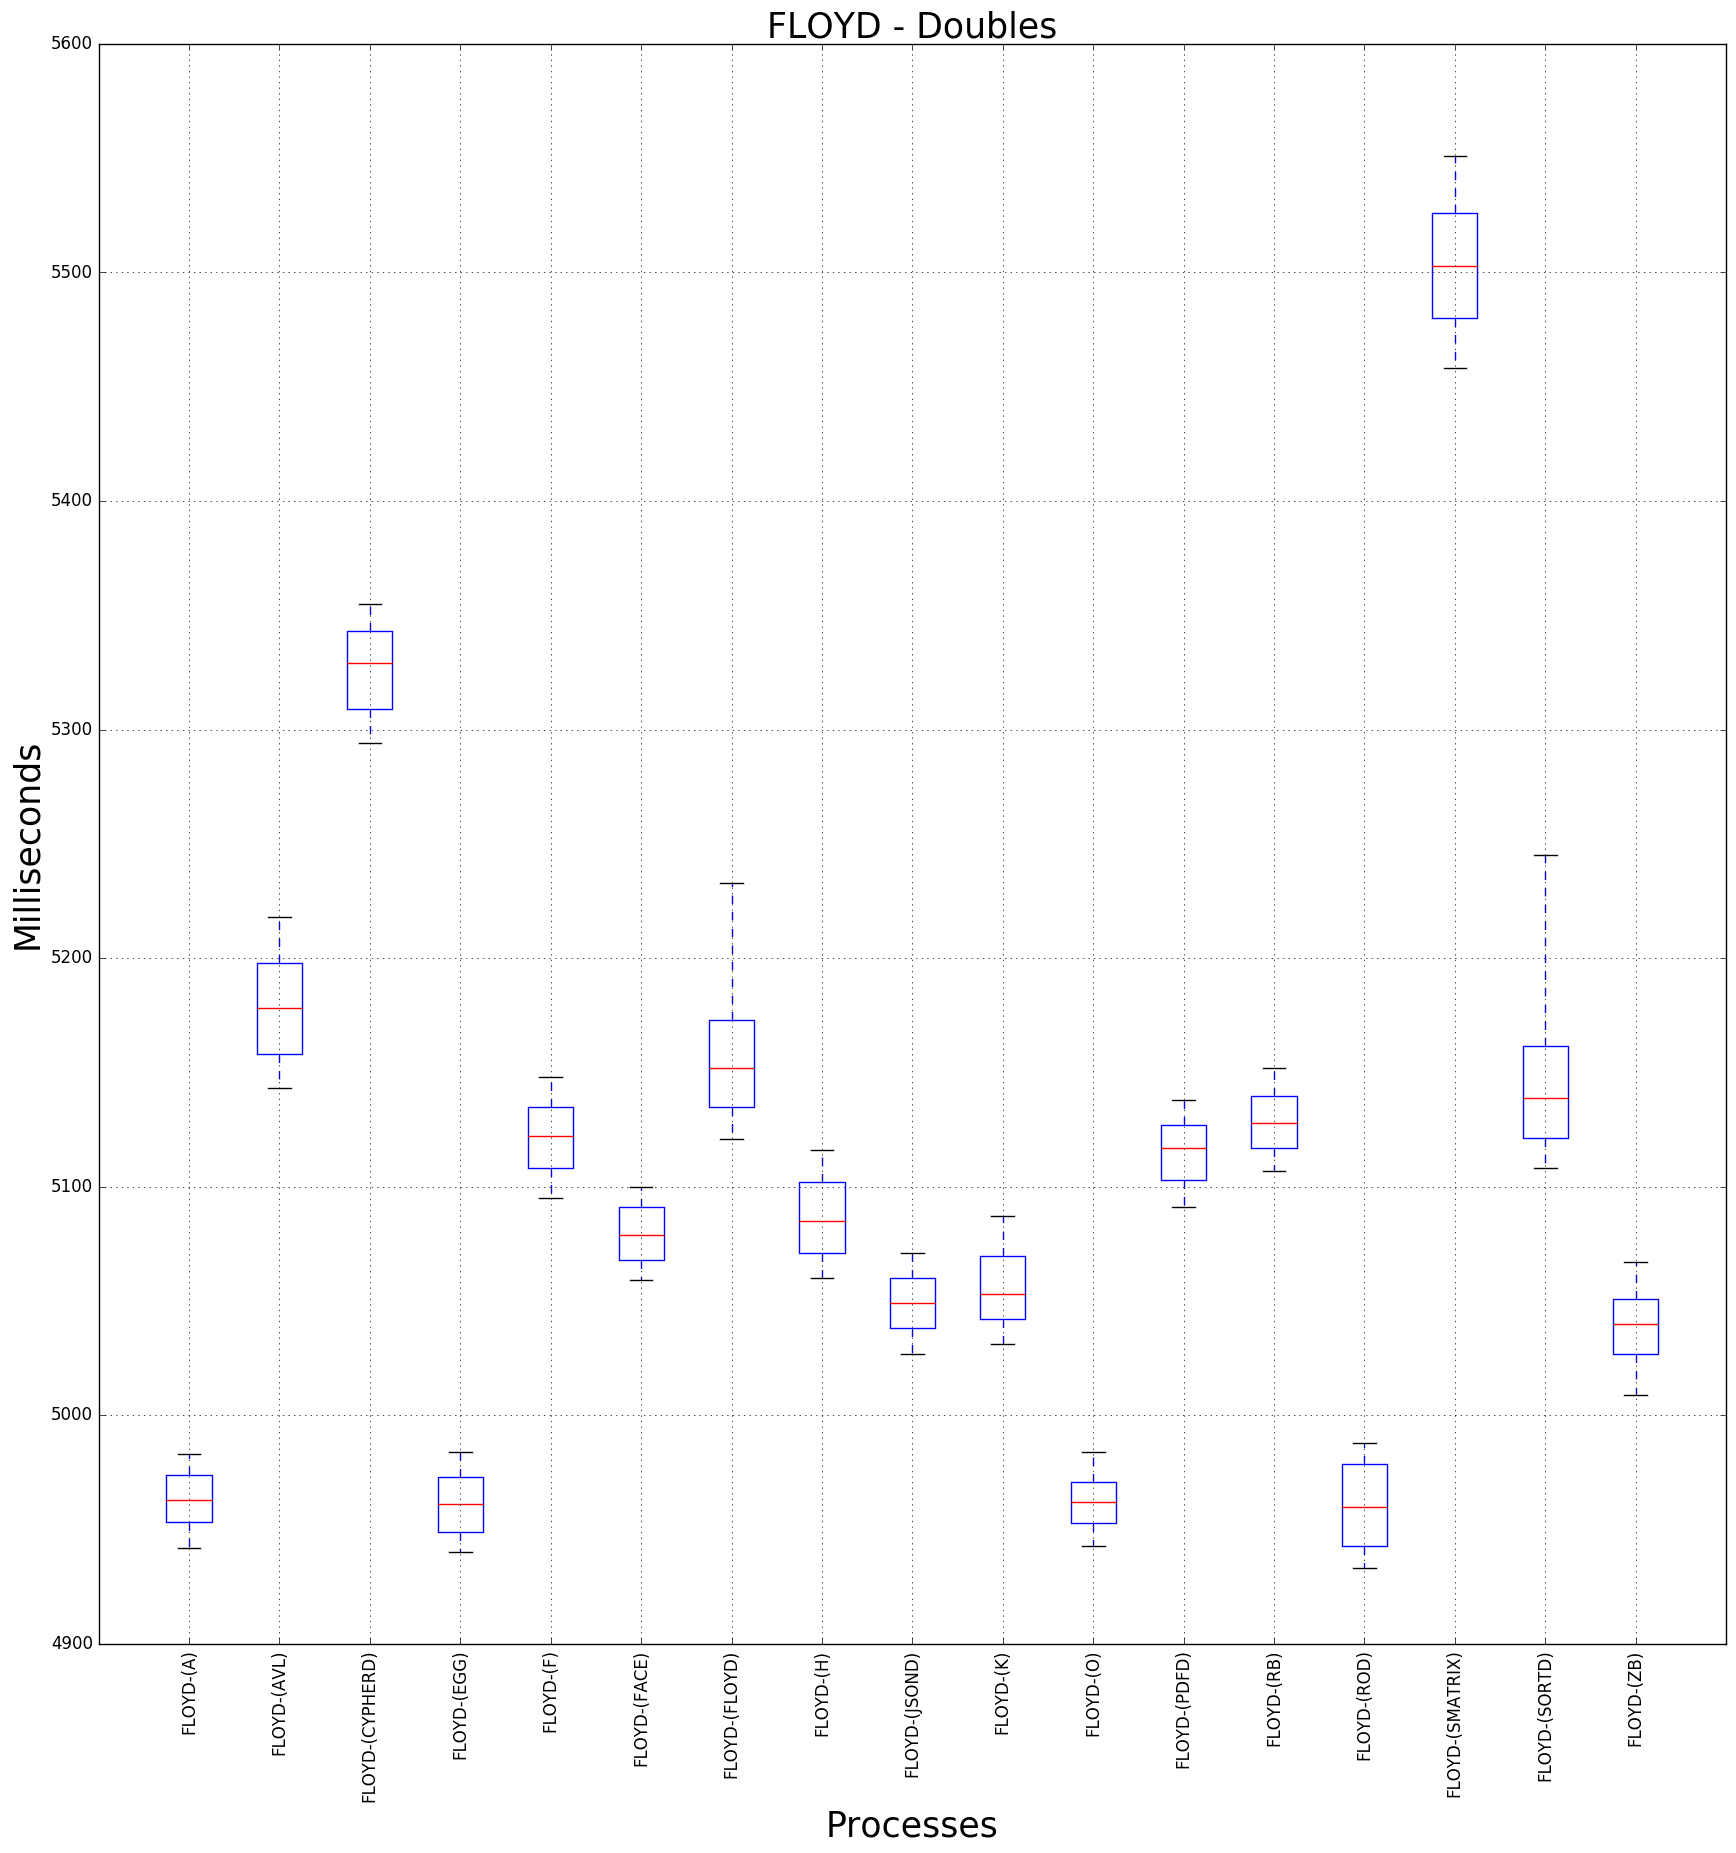 FLOYD - Doubles
5600
5500
5400
5300
5200
5100
5000
4900
Milliseconds
FLOYD-(A)
FLOYD-(AVL)
FLOYD-(CYPHERD)
FLOYD-(EGG)
FLOYD-(F)
FLOYD-(FACE)
FLOYD-(FLOYD)
FLOYD-(H)
FLOYD-(JSOND)
FLOYD-(K)
FLOYD-(O)
FLOYD-(PDFD)
FLOYD-(RB)
FLOYD-(ROD)
FLOYD-(SMATRIX)
FLOYD-(SORTD)
FLOYD-(ZB)
Processes